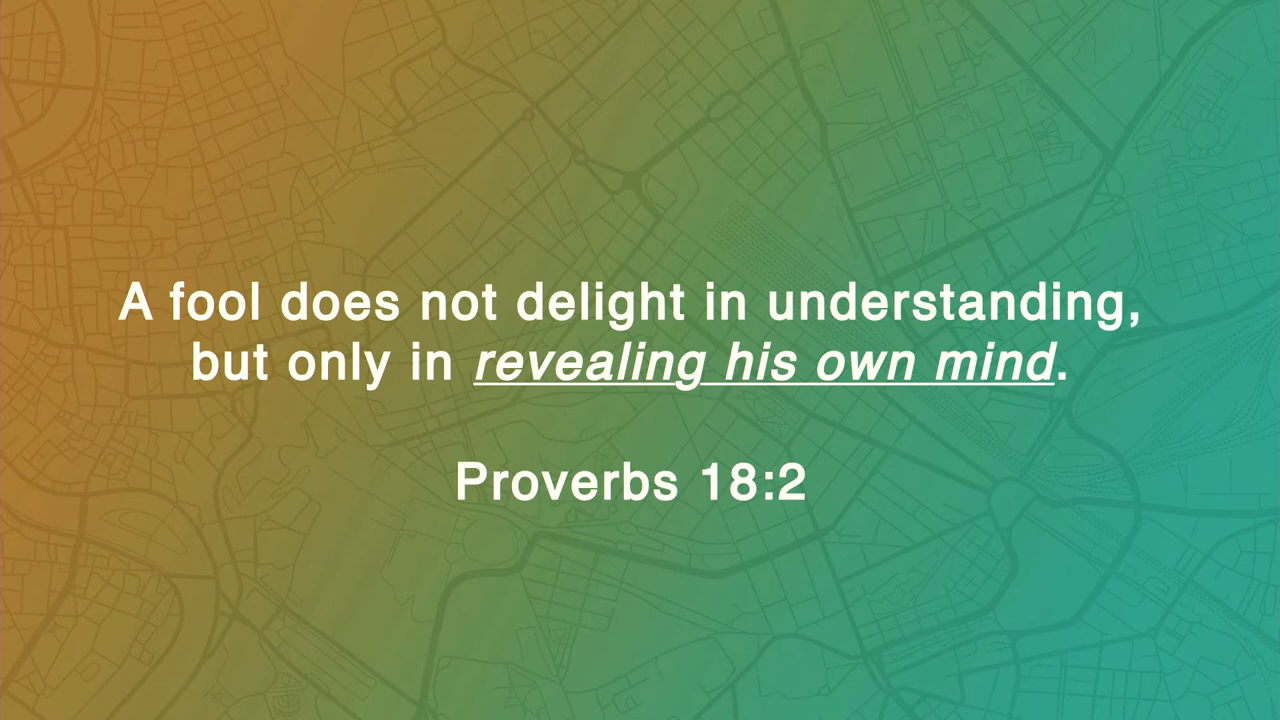 A fool does not delight in understanding,
but only in revealing his own mind.
Proverbs 18:2